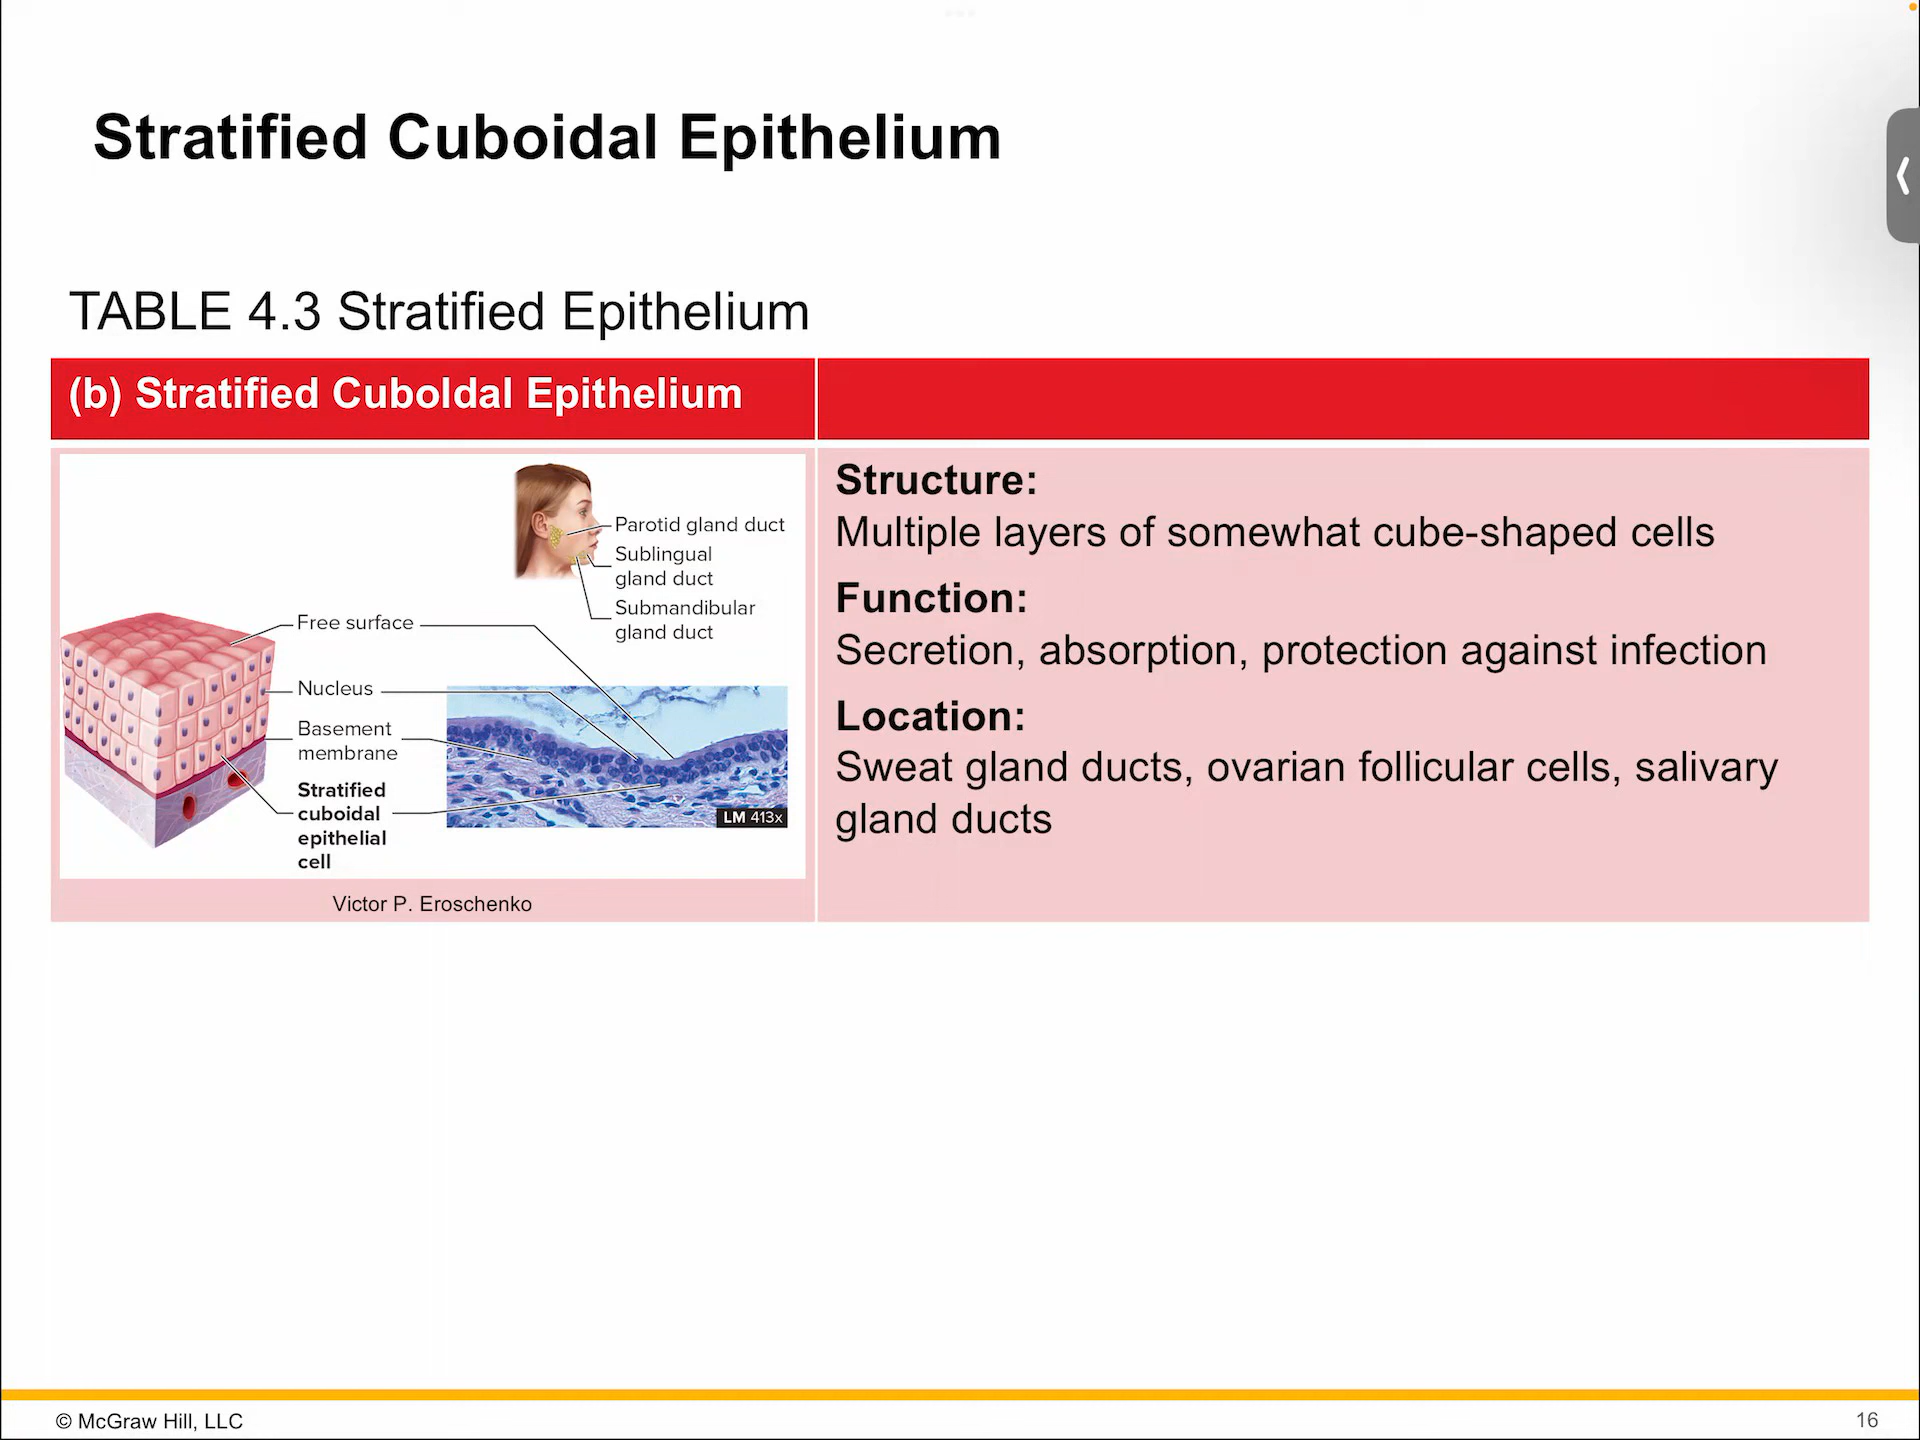 Stratified Cuboidal Epithelium
TABLE 4.3 Stratified Epithelium
(b) Stratified Cuboldal Epithelium
Parotid gland duct
Sublingual
gland duct
Submandibular
gland duct
Free surface
Nucleus
Basement
membrane
Stratified
cuboidal
epithelial
cell
LM 413x
Victor P. Eroschenko
Structure:
Multiple layers of somewhat cube-shaped cells
Function:
Secretion, absorption, protection against infection
Location:
Sweat gland ducts, ovarian follicular cells, salivary
gland ducts
© McGraw Hill, LLC
16